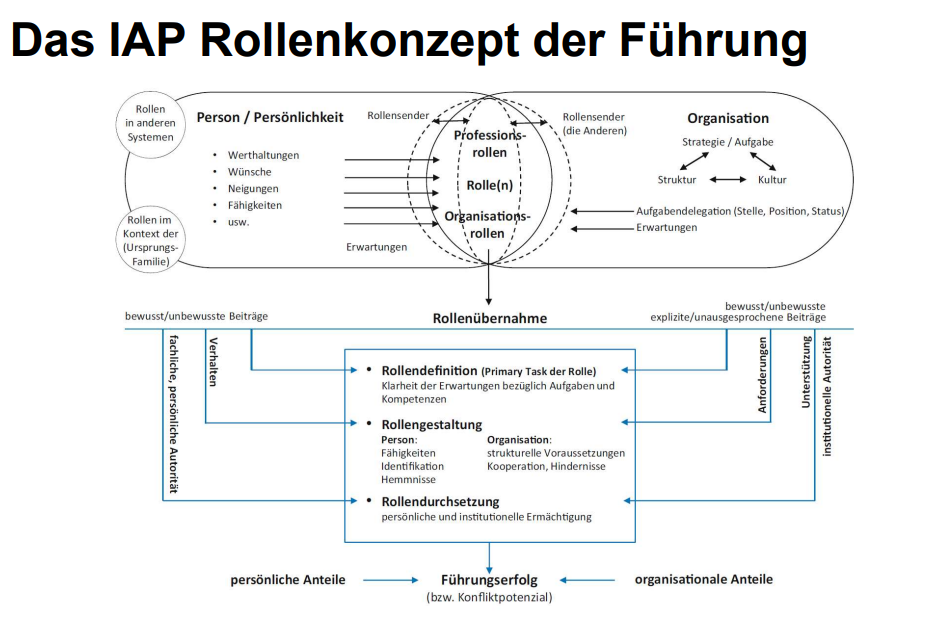 Das IAP Rollenkonzept der Führung
Rollen
in anderen
Systemen
Person / Persönlichkeit
• Werthaltungen
• Wünsche
• Neigungen
• Fähigkeiten
• usw.
Erwartungen
Rollen im
Kontext der
(Ursprungs-
Familie)
Rollensender
Professions-
rollen
Rolle(n)
Organisations-
rollen
Rollensender
(die Anderen)
Organisation
Strategie / Aufgabe
Struktur
Kultur
Aufgabendelegation (Stelle, Position, Status)
Erwartungen
bewusst/unbewusste Beiträge
Rollenübernahme
bewusst/unbewusste
explizite/unausgesprochene Beiträge
fachliche, persönliche Autorität
Verhalten
• Rollendefinition (Primary Task der Rolle)
Klarheit der Erwartungen bezüglich Aufgaben und
Kompetenzen
• Rollengestaltung
Person:
Fähigkeiten
Identifikation
Hemmnisse
Organisation:
strukturelle Voraussetzungen
Kooperation, Hindernisse
• Rollendurchsetzung
persönliche und institutionelle Ermächtigung
Anforderungen
Unterstützung
institutionelle Autorität
persönliche Anteile
Führungserfolg
(bzw. Konfliktpotenzial)
organisationale Anteile